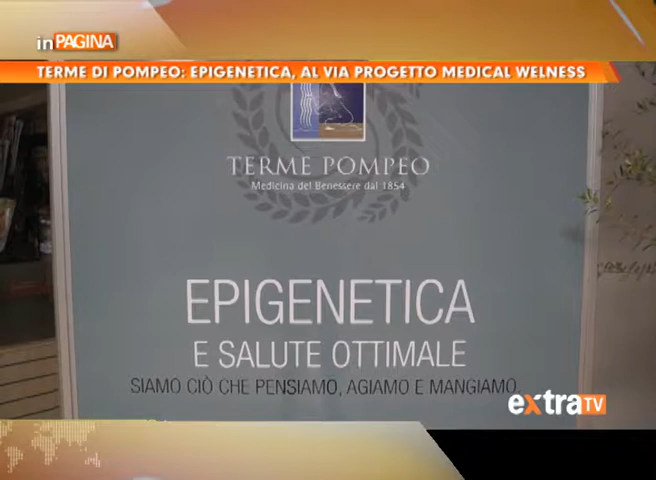 inPAGINA
TERME DI POMPEO: EPIGENETICA, AL VIA PROGETTO MEDICAL WELNESS
TERME POMPEO
Medicina del Benessere dal 1854
EPIGENETICA
E SALUTE OTTIMALE
SIAMO CIÒ CHE PENSIAMO, AGIAMO E MANGIAMO.
extraTV